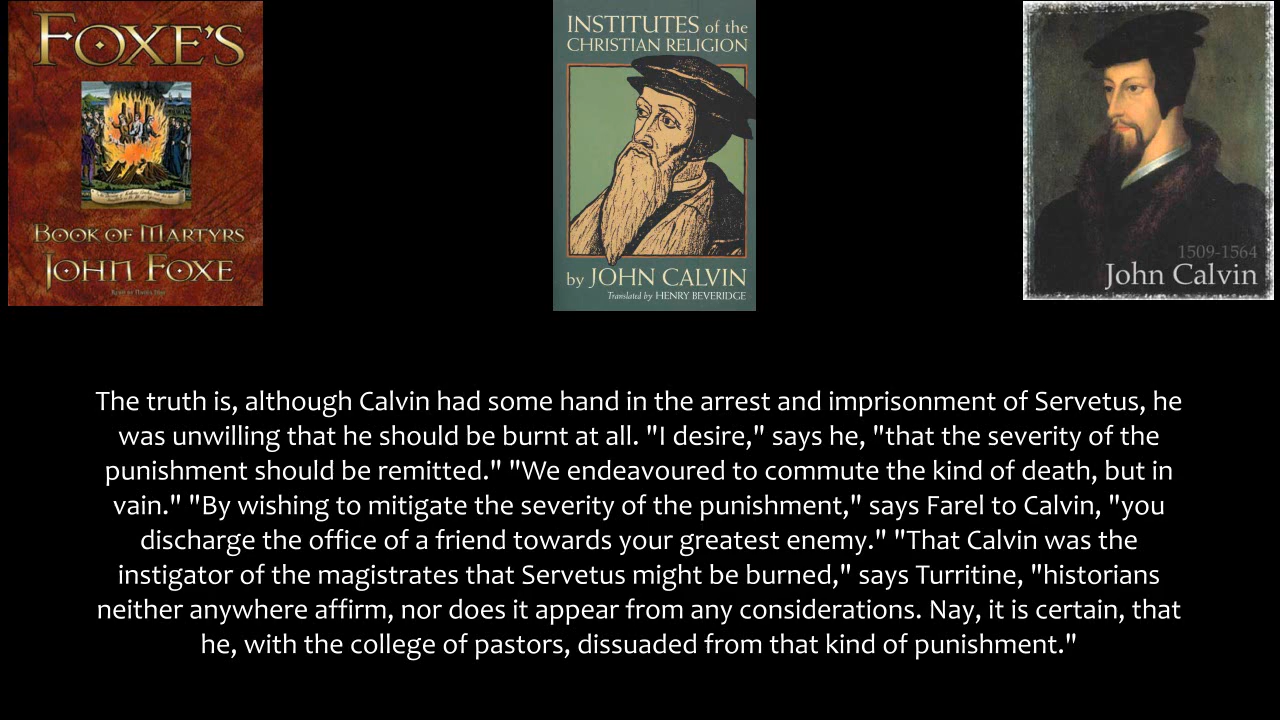 FOXE'S
BOOK OF MARTYRS
JOHN FOXE
INSTITUTES of the
CHRISTIAN RELIGION
by JOHN CALVIN
Translated by HENRY BEVERIDGE
1509-1564
John Calvin
The truth is, although Calvin had some hand in the arrest and imprisonment of Servetus, he
was unwilling that he should be burnt at all. "I desire," says he, "that the severity of the
punishment should be remitted." "We endeavoured to commute the kind of death, but in
vain." "By wishing to mitigate the severity of the punishment," says Farel to Calvin, "you
discharge the office of a friend towards your greatest enemy." "That Calvin was the
instigator of the magistrates that Servetus might be burned," says Turritine, "historians
neither anywhere affirm, nor does it appear from any considerations. Nay, it is certain, that
he, with the college of pastors, dissuaded from that kind of punishment."